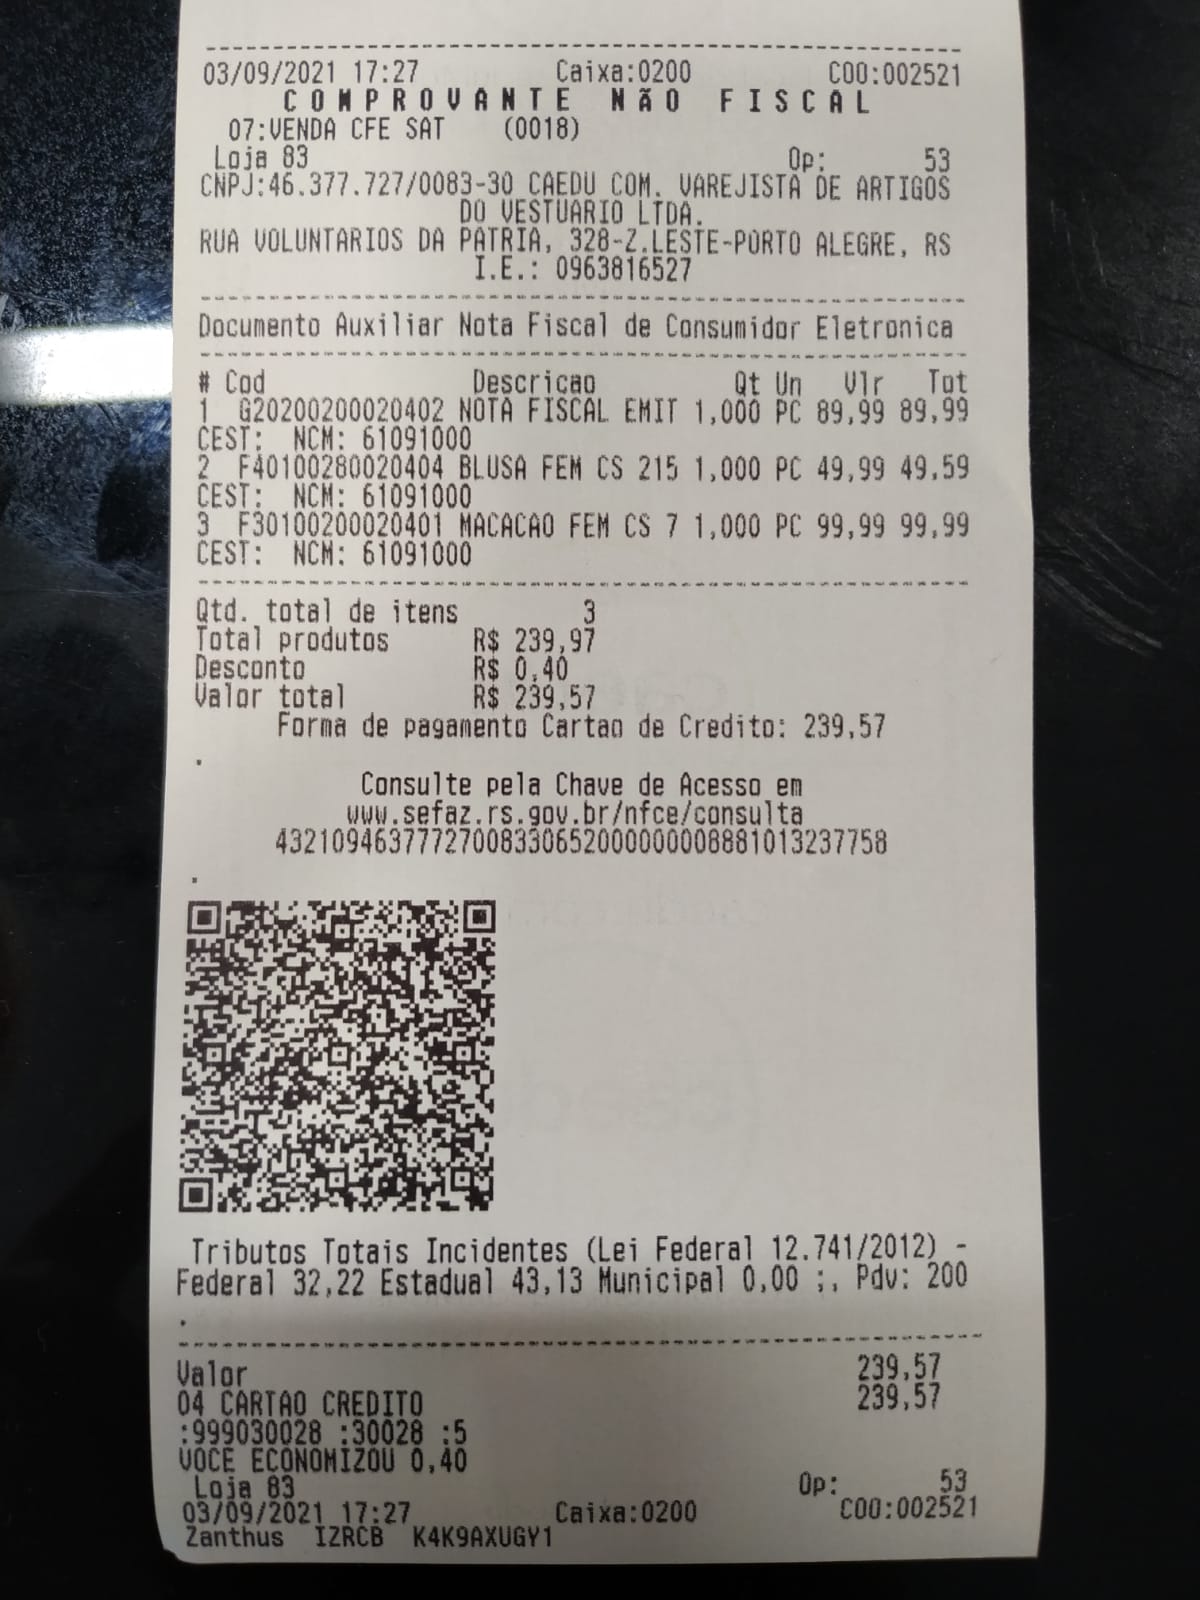 03/09/2021 17:27 Caixa:0200 COO:002521
COMPROVANTE NÃO FISCAL
07:VENDA CFE SAT (0018)
Loja 83 Op: 53
CNPJ:46.377.727/0083-30 CAEDU COM. VAREJISTA DE ARTIGOS
DO VESTUARIO LTDA.
RUA VOLUNTARIOS DA PATRIA, 328-Z.LESTE-PORTO ALEGRE, RS
I.E.: 0963816527
Documento Auxiliar Nota Fiscal de Consumidor Eletronica
# Cod Descricao Qt Un Vlr Tot
1 G20200200020402 NOTA FISCAL EMIT 1,000 PC 89,99 89,99
CEST: NCM: 61091000
2 F40100280020404 BLUSA FEM CS 215 1,000 PC 49,99 49,59
CEST: NCM: 61091000
3 F30100200020401 MACACAO FEM CS 7 1,000 PC 99,99 99,99
CEST: NCM: 61091000
Qtd. total de itens 3
Total produtos R$ 239,97
Desconto R$ 0,40
Valor total R$ 239,57
Forma de pagamento Cartao de Credito: 239,57
.
Consulte pela Chave de Acesso em
www.sefaz.rs.gov.br/nfce/consulta
43210946377727008330652000000008881013237758
.
Tributos Totais Incidentes (Lei Federal 12.741/2012) -
Federal 32,22 Estadual 43,13 Municipal 0,00 ;, Pdv: 200
.
Valor 239,57
04 CARTAO CREDITO 239,57
:999030028 :30028 :5
VOCE ECONOMIZOU 0,40
Loja 83 Op: 53
03/09/2021 17:27 Caixa:0200 COO:002521
Zanthus IZRCB K4K9AXUGY1